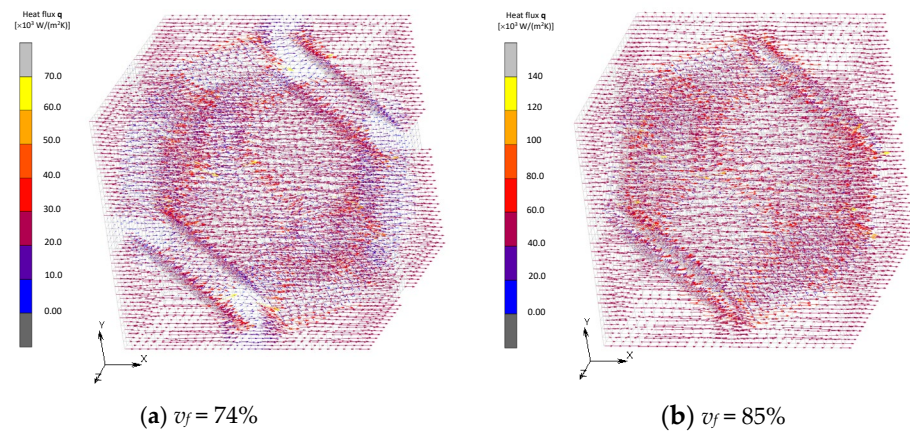 Heat flux q
[×10³ W/(m²K)]
70.0
60.0
50.0
40.0
30.0
20.0
10.0
0.00
Y
X
Z
(a) vf = 74%
Heat flux q
[×10³ W/(m²K)]
140
120
100
80.0
60.0
40.0
20.0
0.00
Y
X
Z
(b) vf = 85%